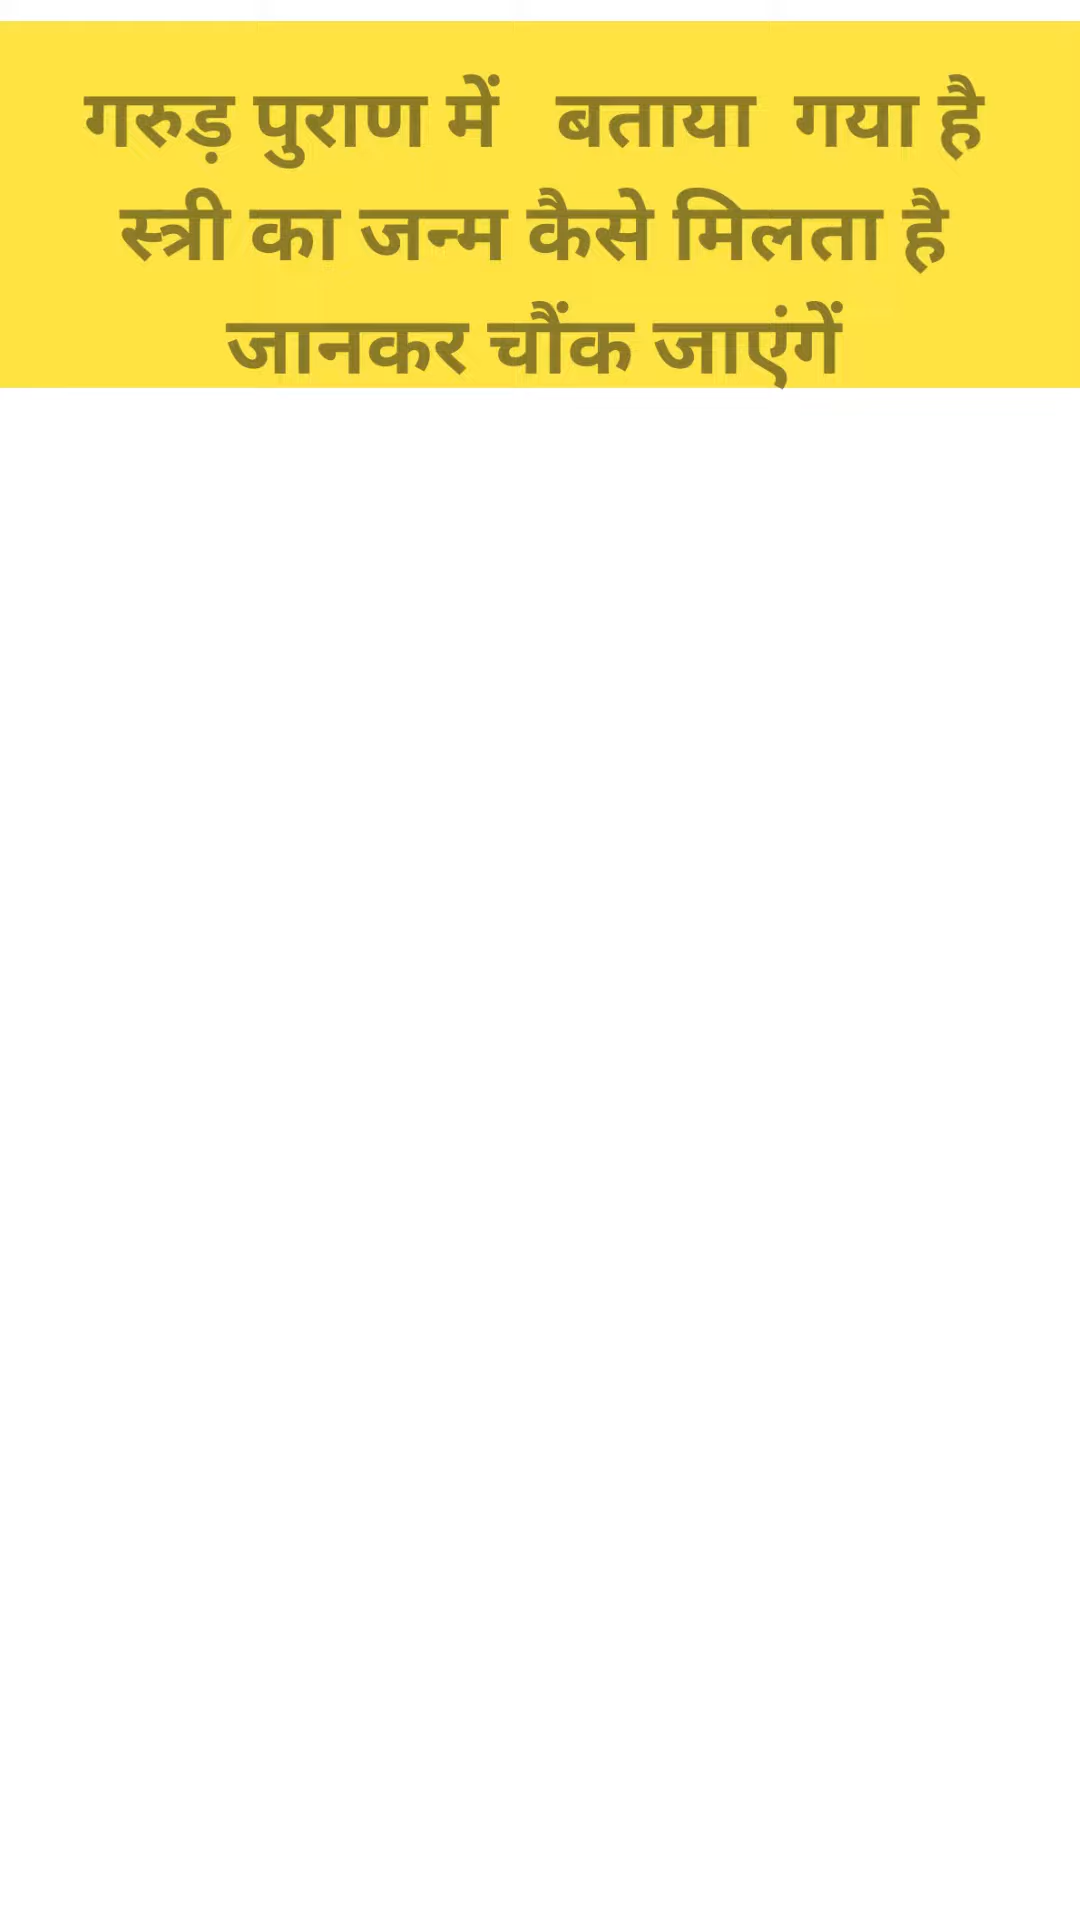 गरुड़ पुराण में बताया गया है
स्त्री का जन्म कैसे मिलता है
जानकर चौंक जाएंगें